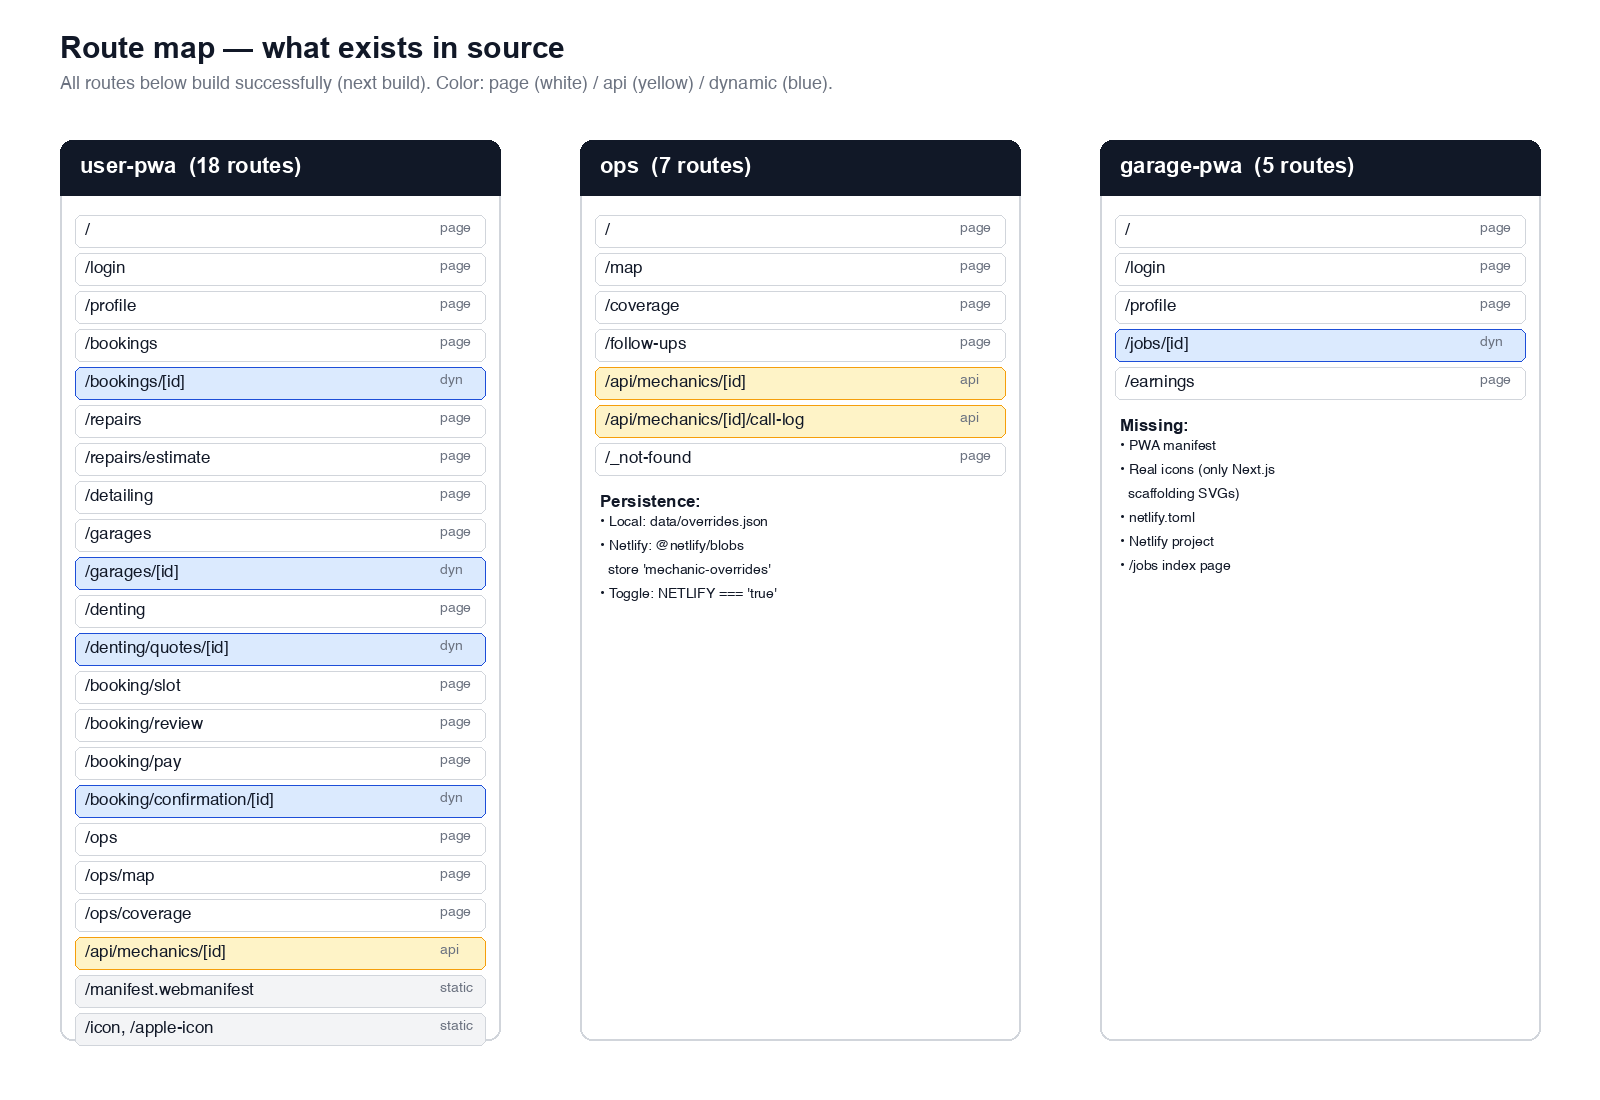 Route map — what exists in source
All routes below build successfully (next build). Color: page (white) / api (yellow) / dynamic (blue).
user-pwa (18 routes)
/ page
/login page
/profile page
/bookings page
/bookings/[id] dyn
/repairs page
/repairs/estimate page
/detailing page
/garages page
/garages/[id] dyn
/denting page
/denting/quotes/[id] dyn
/booking/slot page
/booking/review page
/booking/pay page
/booking/confirmation/[id] dyn
/ops page
/ops/map page
/ops/coverage page
/api/mechanics/[id] api
/manifest.webmanifest static
/icon, /apple-icon static
ops (7 routes)
/ page
/map page
/coverage page
/follow-ups page
/api/mechanics/[id] api
/api/mechanics/[id]/call-log api
/_not-found page
Persistence:
• Local: data/overrides.json
• Netlify: @netlify/blobs
store 'mechanic-overrides'
• Toggle: NETLIFY === 'true'
garage-pwa (5 routes)
/ page
/login page
/profile page
/jobs/[id] dyn
/earnings page
Missing:
• PWA manifest
• Real icons (only Next.js
scaffolding SVGs)
• netlify.toml
• Netlify project
• /jobs index page